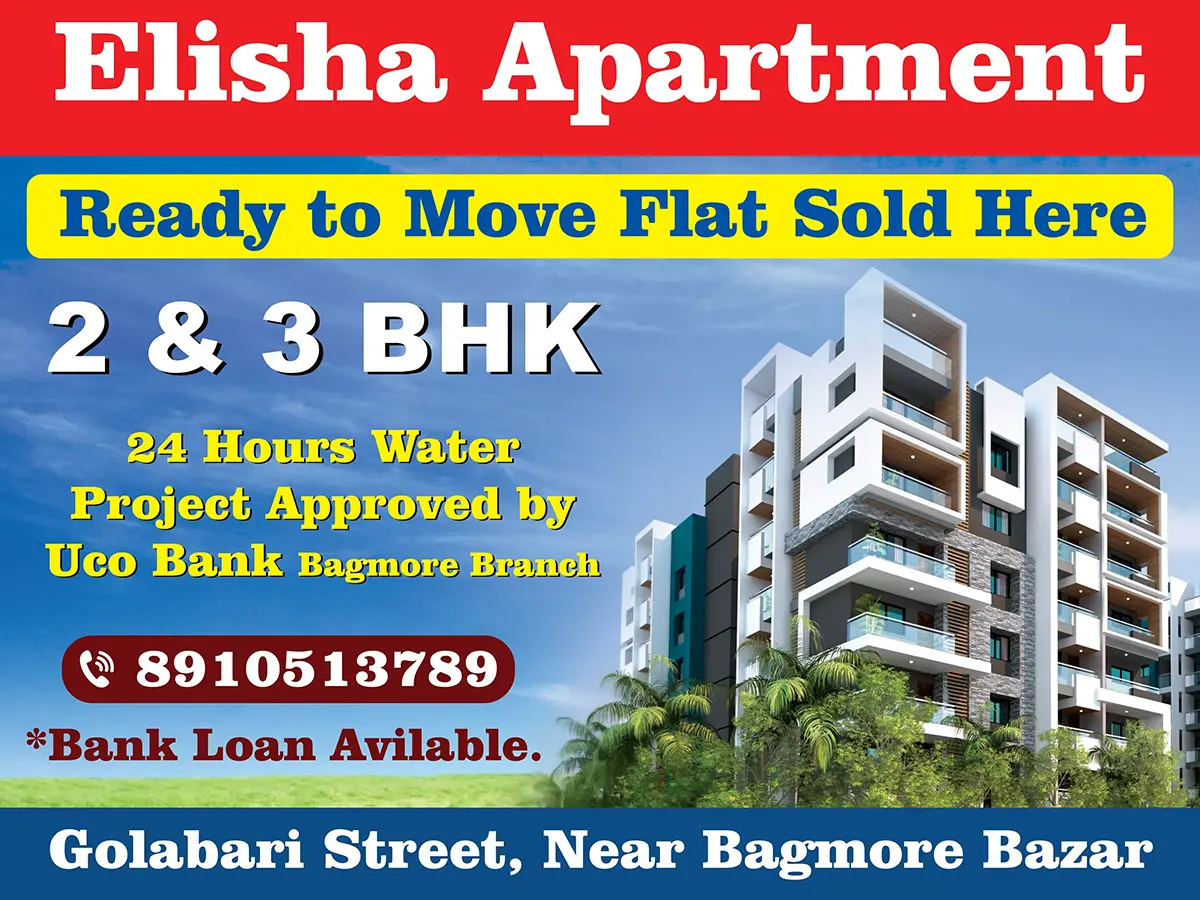 Elisha Apartment
Ready to Move Flat Sold Here
2 & 3 BHK
24 Hours Water
Project Approved by
Uco Bank Bagmore Branch
8910513789
*Bank Loan Avilable.
Golabari Street, Near Bagmore Bazar